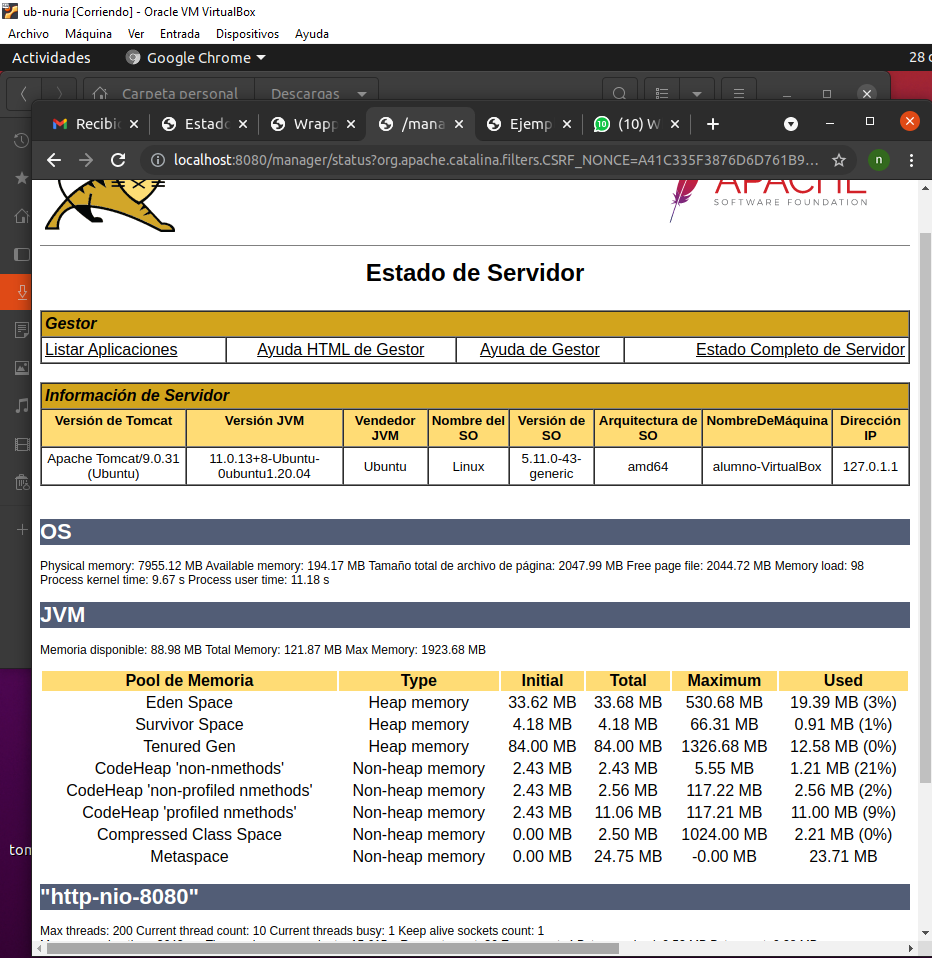 ub-nuria [Corriendo] - Oracle VM VirtualBox
Archivo Máquina Ver Entrada Dispositivos Ayuda
Actividades Google Chrome 28
Carpeta personal Descargas
Recibi Estado Wrapp /mana Ejemp (10) W
localhost:8080/manager/status?org.apache.catalina.filters.CSRF_NONCE=A41C335F3876D6D761B9... n
APACHE
SOFTWARE FOUNDATION
Estado de Servidor
Gestor
Listar Aplicaciones Ayuda HTML de Gestor Ayuda de Gestor Estado Completo de Servidor
Información de Servidor
Versión de Tomcat Versión JVM Vendedor JVM Nombre del SO Versión de SO Arquitectura de SO NombreDeMáquina Dirección IP
Apache Tomcat/9.0.31 (Ubuntu) 11.0.13+8-Ubuntu-0ubuntu1.20.04 Ubuntu Linux 5.11.0-43-generic amd64 alumno-VirtualBox 127.0.1.1
OS
Physical memory: 7955.12 MB Available memory: 194.17 MB Tamaño total de archivo de página: 2047.99 MB Free page file: 2044.72 MB Memory load: 98
Process kernel time: 9.67 s Process user time: 11.18 s
JVM
Memoria disponible: 88.98 MB Total Memory: 121.87 MB Max Memory: 1923.68 MB
Pool de Memoria Type Initial Total Maximum Used
Eden Space Heap memory 33.62 MB 33.68 MB 530.68 MB 19.39 MB (3%)
Survivor Space Heap memory 4.18 MB 4.18 MB 66.31 MB 0.91 MB (1%)
Tenured Gen Heap memory 84.00 MB 84.00 MB 1326.68 MB 12.58 MB (0%)
CodeHeap 'non-nmethods' Non-heap memory 2.43 MB 2.43 MB 5.55 MB 1.21 MB (21%)
CodeHeap 'non-profiled nmethods' Non-heap memory 2.43 MB 2.56 MB 117.22 MB 2.56 MB (2%)
CodeHeap 'profiled nmethods' Non-heap memory 2.43 MB 11.06 MB 117.21 MB 11.00 MB (9%)
Compressed Class Space Non-heap memory 0.00 MB 2.50 MB 1024.00 MB 2.21 MB (0%)
Metaspace Non-heap memory 0.00 MB 24.75 MB -0.00 MB 23.71 MB
tom
"http-nio-8080"
Max threads: 200 Current thread count: 10 Current threads busy: 1 Keep alive sockets count: 1